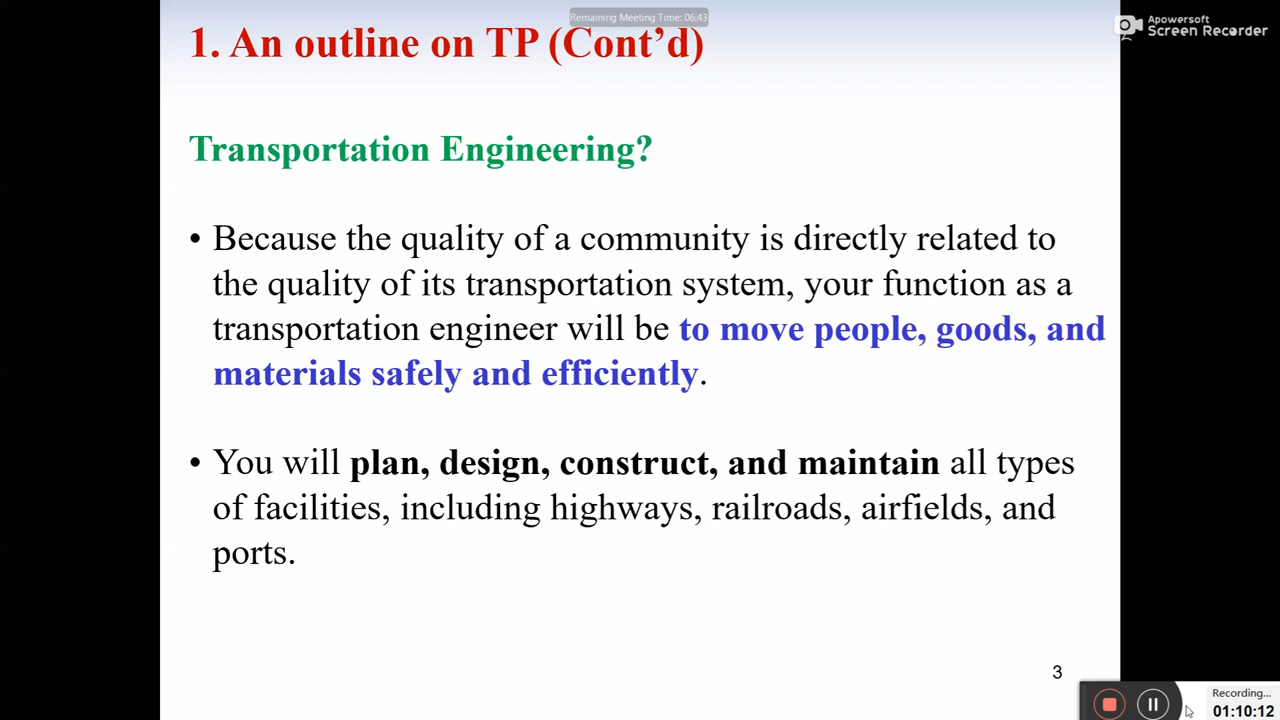 Remaining Meeting Time: 06:43
1. An outline on TP (Cont’d)
Apowersoft
Screen Recorder
Transportation Engineering?
• Because the quality of a community is directly related to
the quality of its transportation system, your function as a
transportation engineer will be to move people, goods, and
materials safely and efficiently.
• You will plan, design, construct, and maintain all types
of facilities, including highways, railroads, airfields, and
ports.
3
Recording...
01:10:12